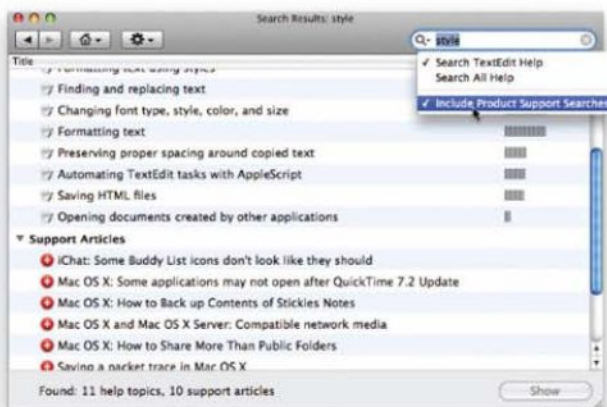 Search Results: style
style
Title
Search TextEdit Help
Search All Help
Include Product Support Searches
Formatting text using styles
Finding and replacing text
Changing font type, style, color, and size
Formatting text
Preserving proper spacing around copied text
Automating TextEdit tasks with AppleScript
Saving HTML files
Opening documents created by other applications
Support Articles
iChat: Some Buddy List icons don't look like they should
Mac OS X: Some applications may not open after QuickTime 7.2 Update
Mac OS X: How to Back up Contents of Stickies Notes
Mac OS X and Mac OS X Server: Compatible network media
Mac OS X: How to Share More Than Public Folders
Saving a packet trace in Mac OS X
Found: 11 help topics, 10 support articles
Show